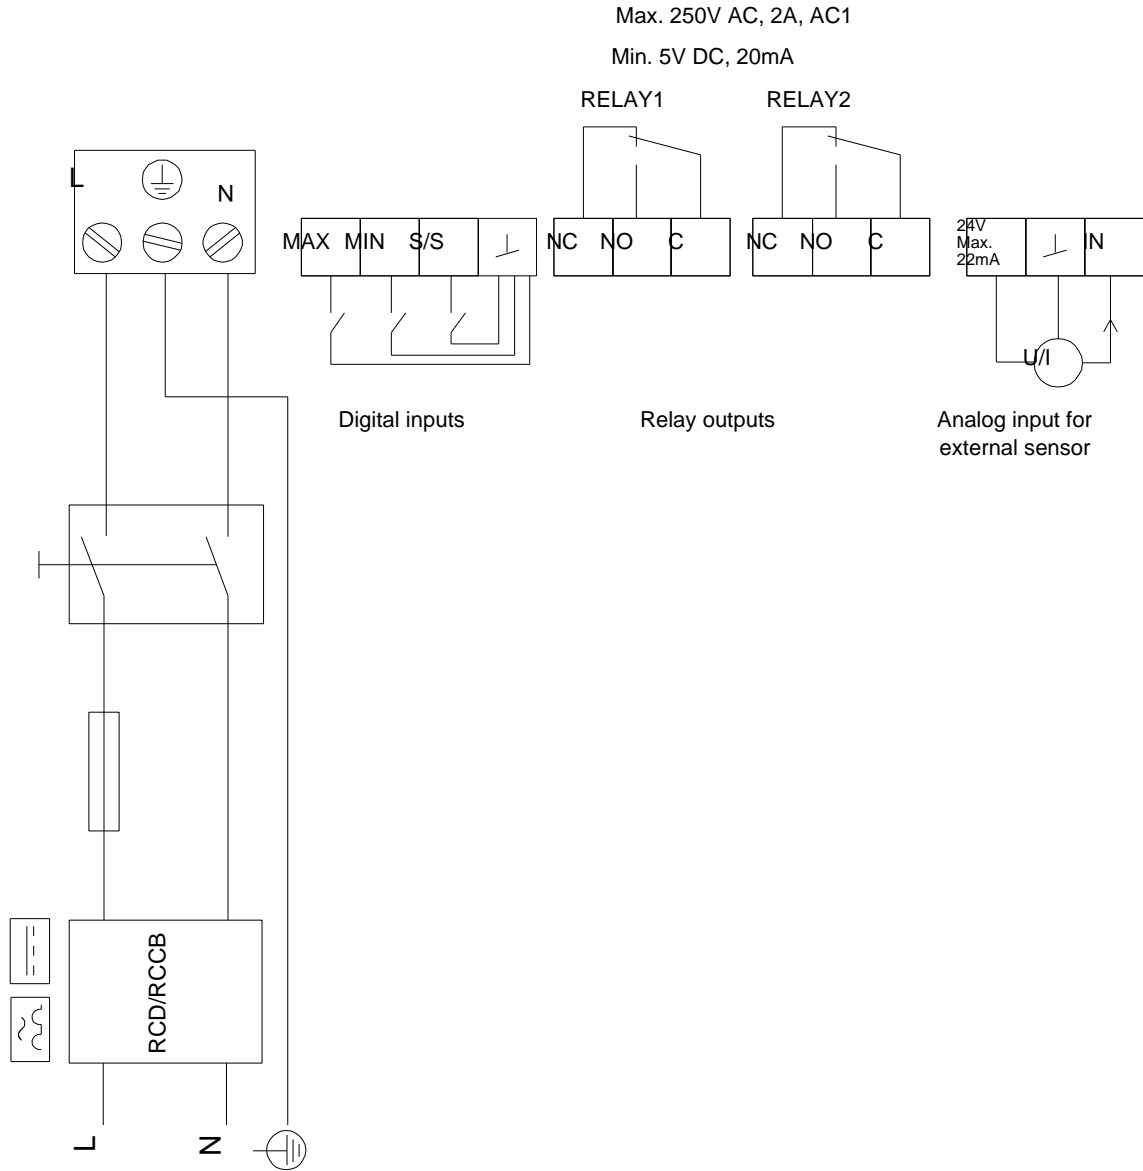 Max. 250V AC, 2A, AC1
Min. 5V DC, 20mA
RELAY1
RELAY2
L
N
MAX MIN S/S
NC NO C
NC NO C
24V
Max.
22mA
IN
U/I
Digital inputs
Relay outputs
Analog input for
external sensor
RCD/RCCB
L
N